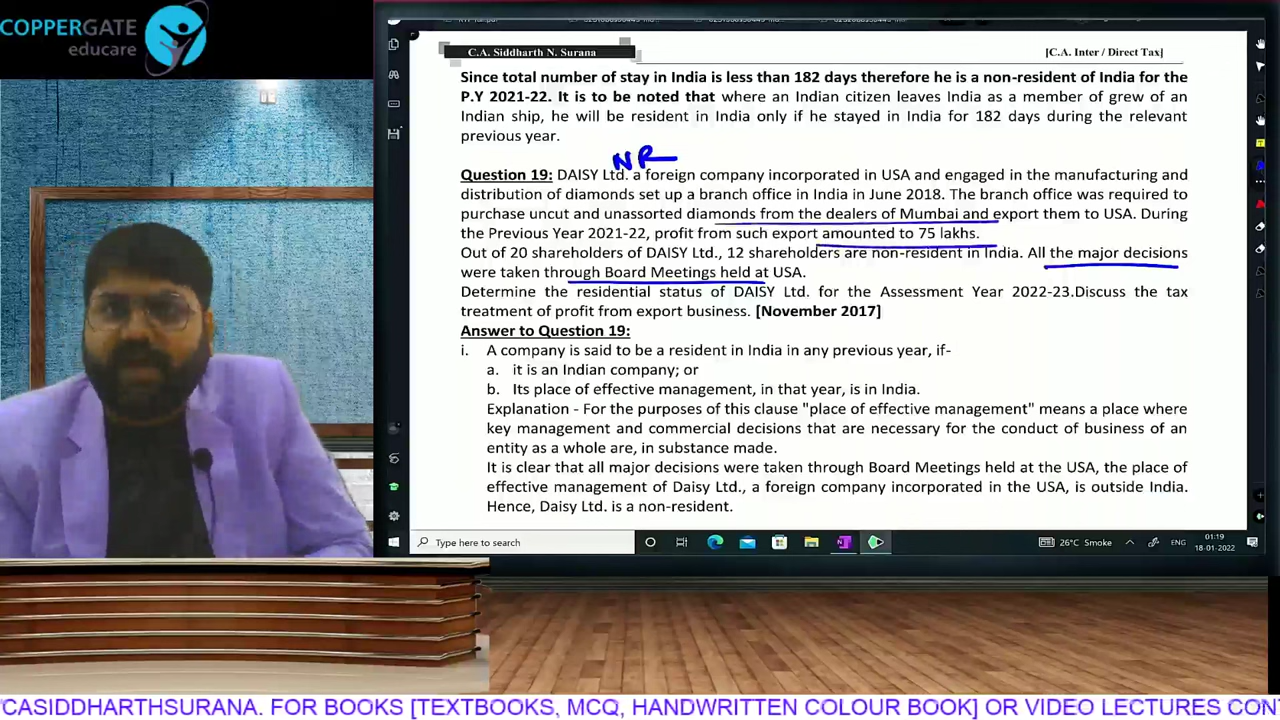 COPPERGATE
educare
C.A. Siddharth N. Surana
[C.A. Inter / Direct Tax]
Since total number of stay in India is less than 182 days therefore he is a non-resident of India for the
P.Y 2021-22. It is to be noted that where an Indian citizen leaves India as a member of grew of an
Indian ship, he will be resident in India only if he stayed in India for 182 days during the relevant
previous year.
NR
Question 19: DAISY Ltd. a foreign company incorporated in USA and engaged in the manufacturing and
distribution of diamonds set up a branch office in India in June 2018. The branch office was required to
purchase uncut and unassorted diamonds from the dealers of Mumbai and export them to USA. During
the Previous Year 2021-22, profit from such export amounted to 75 lakhs.
Out of 20 shareholders of DAISY Ltd., 12 shareholders are non-resident in India. All the major decisions
were taken through Board Meetings held at USA.
Determine the residential status of DAISY Ltd. for the Assessment Year 2022-23.Discuss the tax
treatment of profit from export business. [November 2017]
Answer to Question 19:
i. A company is said to be a resident in India in any previous year, if-
a. it is an Indian company; or
b. Its place of effective management, in that year, is in India.
Explanation - For the purposes of this clause "place of effective management" means a place where
key management and commercial decisions that are necessary for the conduct of business of an
entity as a whole are, in substance made.
It is clear that all major decisions were taken through Board Meetings held at the USA, the place of
effective management of Daisy Ltd., a foreign company incorporated in the USA, is outside India.
Hence, Daisy Ltd. is a non-resident.
Type here to search
26°C Smoke
ENG
01:19
18-01-2022
CASIDDHARTHSURANA. FOR BOOKS [TEXTBOOKS, MCQ, HANDWRITTEN COLOUR BOOK] OR VIDEO LECTURES CON